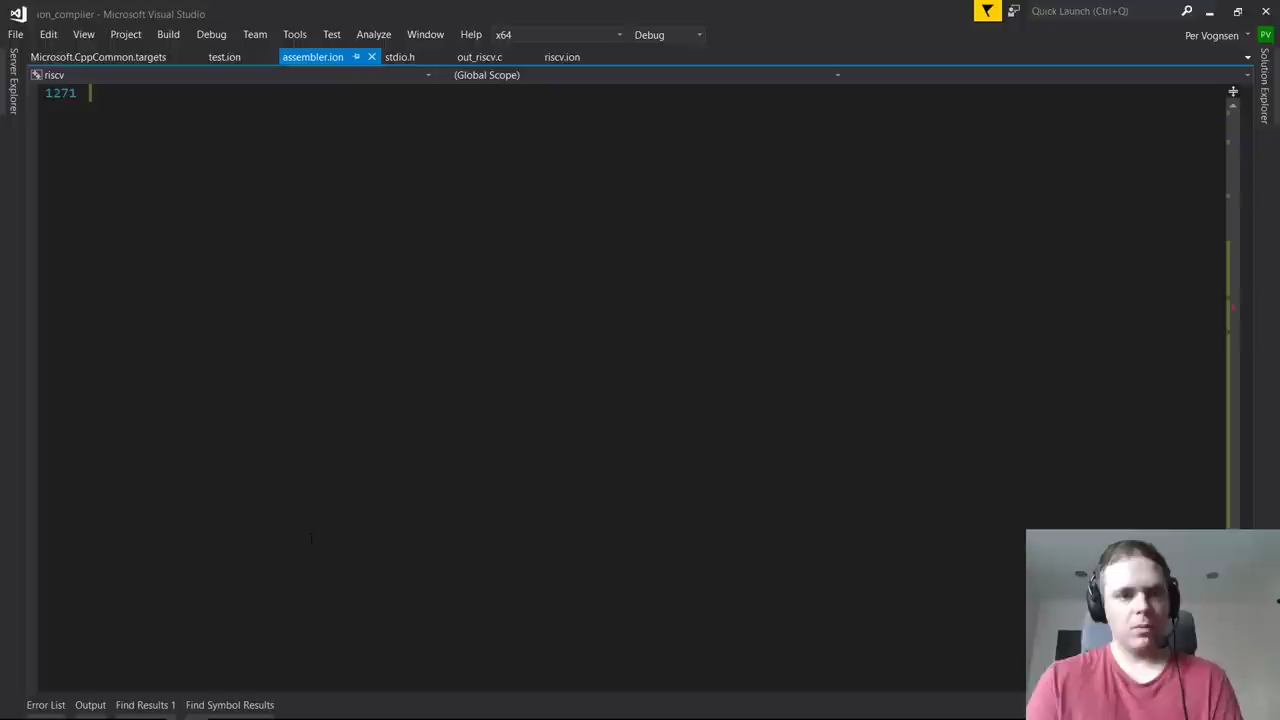 ion_compiler - Microsoft Visual Studio
Quick Launch (Ctrl+Q)
File Edit View Project Build Debug Team Tools Test Analyze Window Help x64 Debug Per Vognsen PV
Microsoft.CppCommon.targets test.ion assembler.ion stdio.h out_riscv.c riscv.ion
riscv (Global Scope)
Server Explorer
Solution Explorer
1271
Error List Output Find Results 1 Find Symbol Results